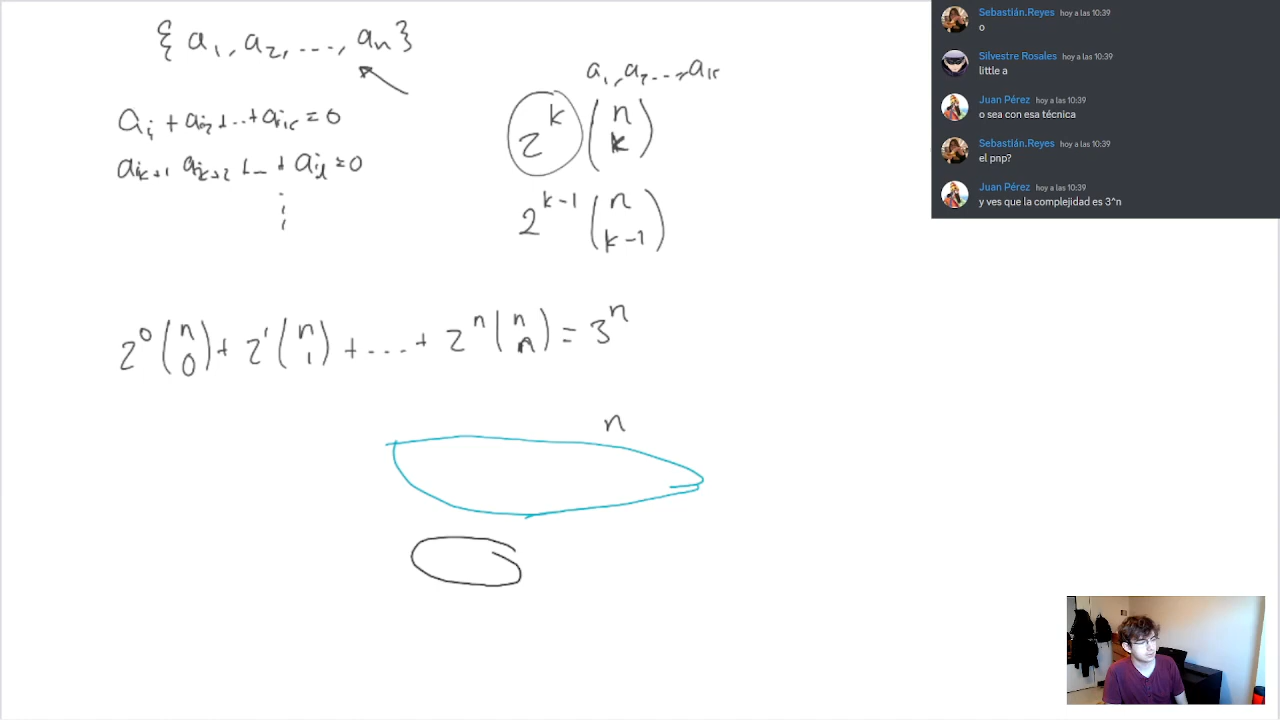 { a₁, a₂, ..., aₙ }
a₁, a₂ ..., aₖ
aᵢ₁ + aᵢ₂ + ... + aᵢₖ = 0
aᵢₖ₊₁ aᵢₖ₊₂ + ... + aᵢₗ = 0
⋮
2^k (n k)
2^k-1 (n k-1)
2^0 (n 0) + 2^1 (n 1) + .... + 2^n (n n) = 3^n
n
Sebastián.Reyes hoy a las 10:39
o
Silvestre Rosales hoy a las 10:39
little a
Juan Pérez hoy a las 10:39
o sea con esa técnica
Sebastián.Reyes hoy a las 10:39
el pnp?
Juan Pérez hoy a las 10:39
y ves que la complejidad es 3^n